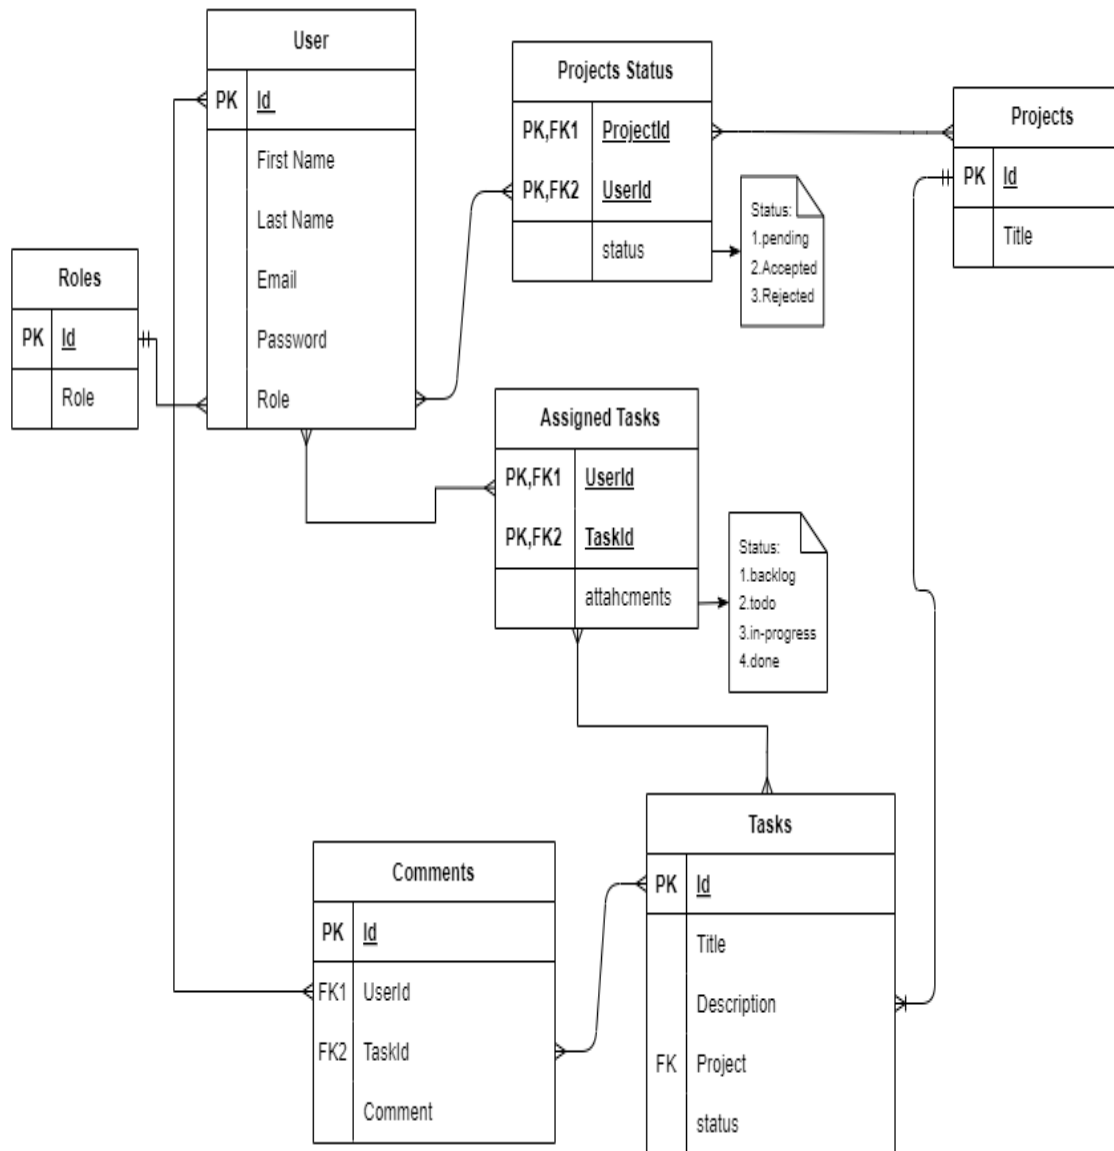 User
PK Id
First Name
Last Name
Email
Password
Role
Projects Status
PK,FK1 ProjectId
PK,FK2 UserId
status
Projects
PK Id
Title
Status:
1.pending
2.Accepted
3.Rejected
Roles
PK Id
Role
Assigned Tasks
PK,FK1 UserId
PK,FK2 TaskId
attahcments
Status:
1.backlog
2.todo
3.in-progress
4.done
Comments
PK Id
FK1 UserId
FK2 TaskId
Comment
Tasks
PK Id
Title
Description
FK Project
status